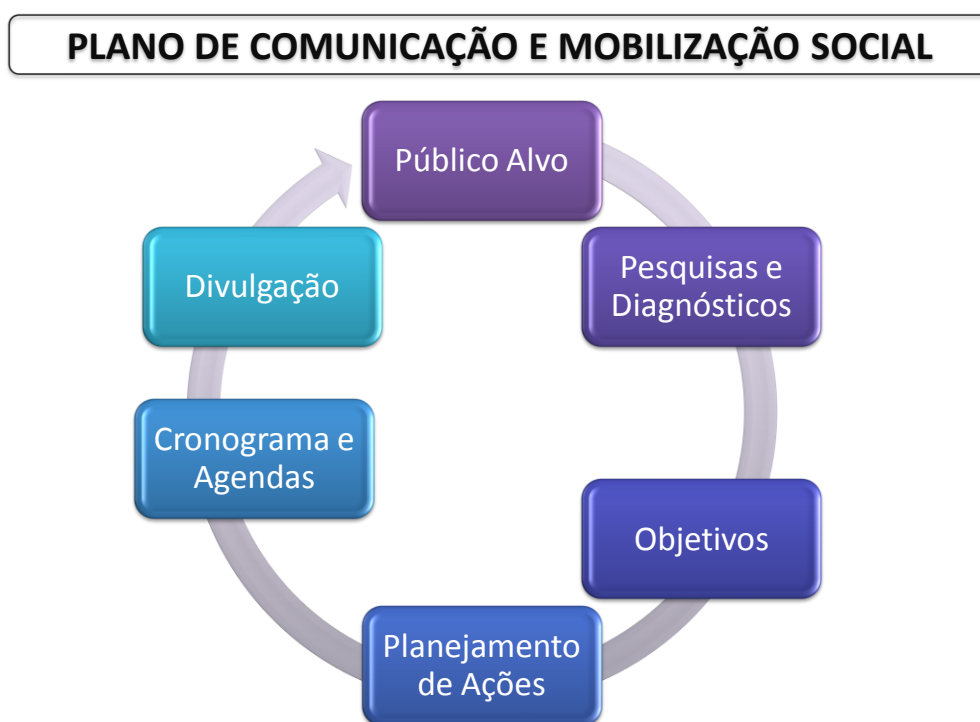 PLANO DE COMUNICAÇÃO E MOBILIZAÇÃO SOCIAL
Público Alvo
Pesquisas e
Diagnósticos
Objetivos
Planejamento
de Ações
Cronograma e
Agendas
Divulgação